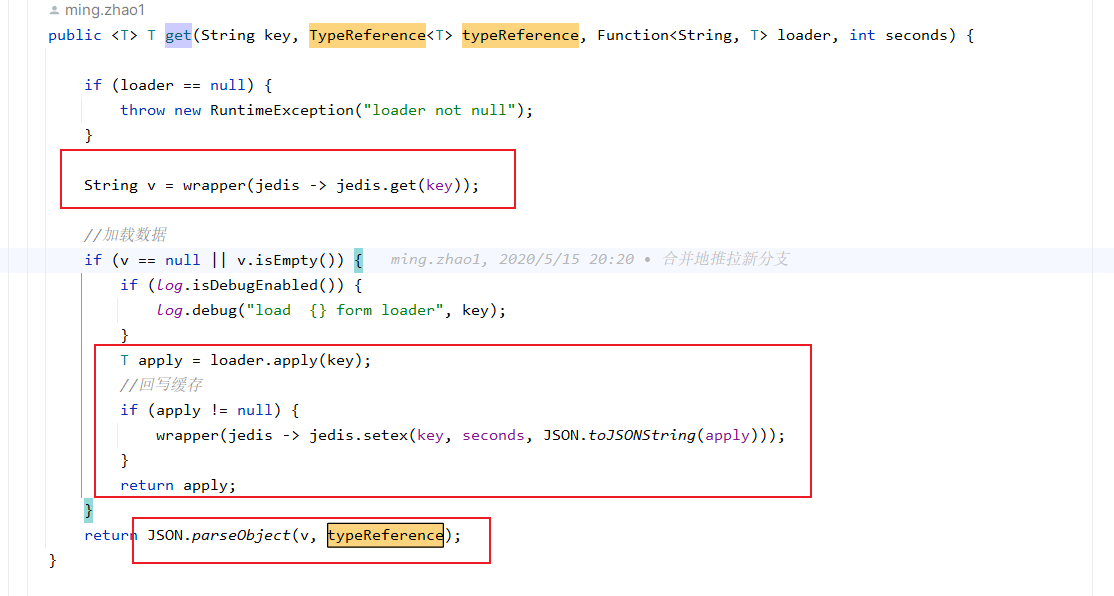 ming.zhao1
public <T> T get(String key, TypeReference<T> typeReference, Function<String, T> loader, int seconds) {
if (loader == null) {
throw new RuntimeException("loader not null");
}
String v = wrapper(jedis -> jedis.get(key));
//加载数据
if (v == null || v.isEmpty()) { ming.zhao1, 2020/5/15 20:20 • 合并地推拉新分支
if (log.isDebugEnabled()) {
log.debug("load  {} form loader", key);
}
T apply = loader.apply(key);
//回写缓存
if (apply != null) {
wrapper(jedis -> jedis.setex(key, seconds, JSON.toJSONString(apply)));
}
return apply;
}
return JSON.parseObject(v, typeReference);
}